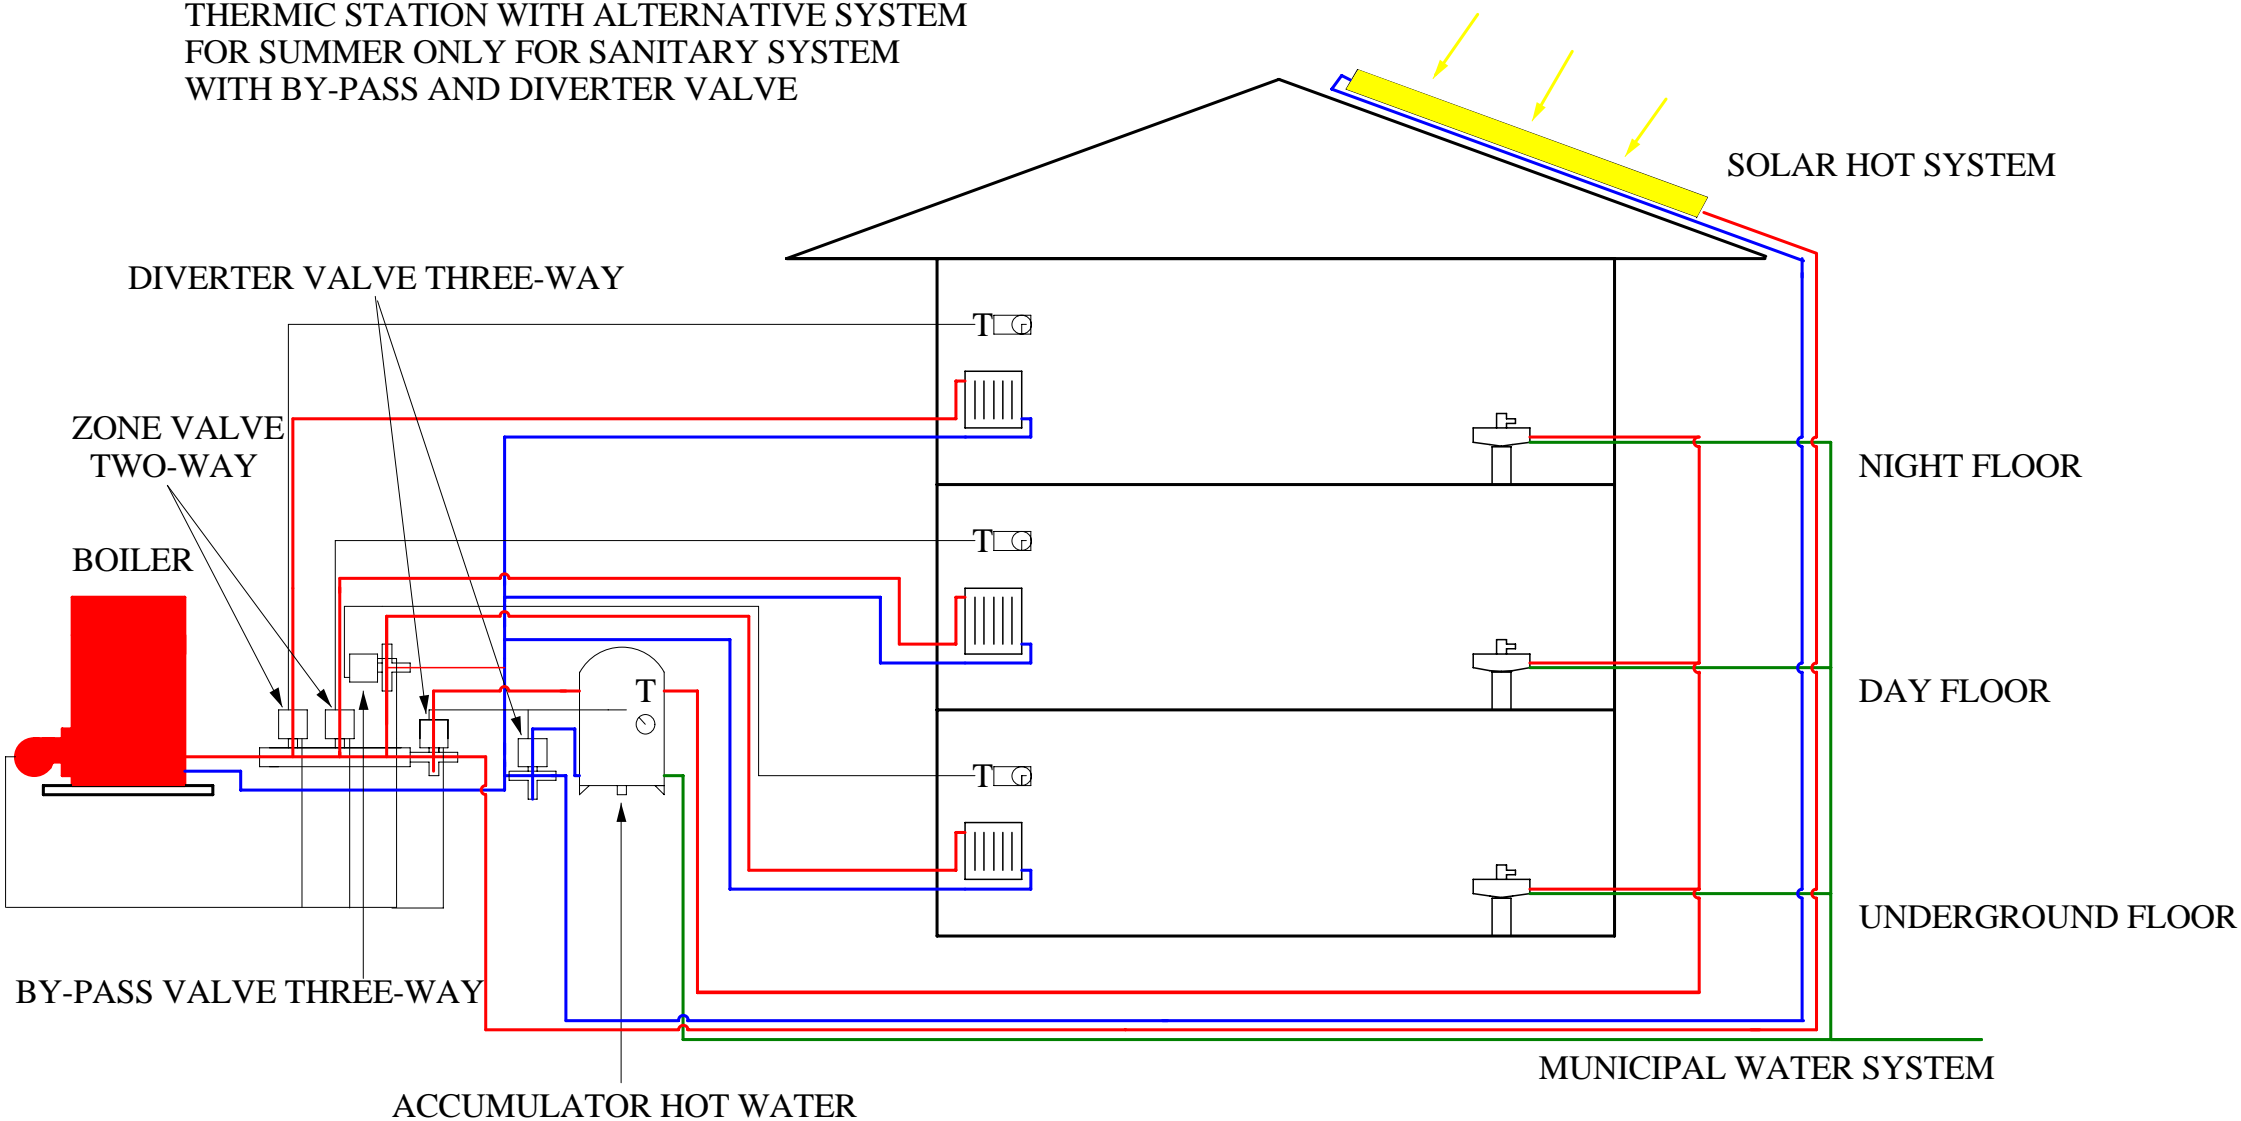 THERMIC STATION WITH ALTERNATIVE SYSTEM
FOR SUMMER ONLY FOR SANITARY SYSTEM
WITH BY-PASS AND DIVERTER VALVE
SOLAR HOT SYSTEM
DIVERTER VALVE THREE-WAY
T
ZONE VALVE
TWO-WAY
NIGHT FLOOR
T
BOILER
T
DAY FLOOR
T
UNDERGROUND FLOOR
BY-PASS VALVE THREE-WAY
MUNICIPAL WATER SYSTEM
ACCUMULATOR HOT WATER